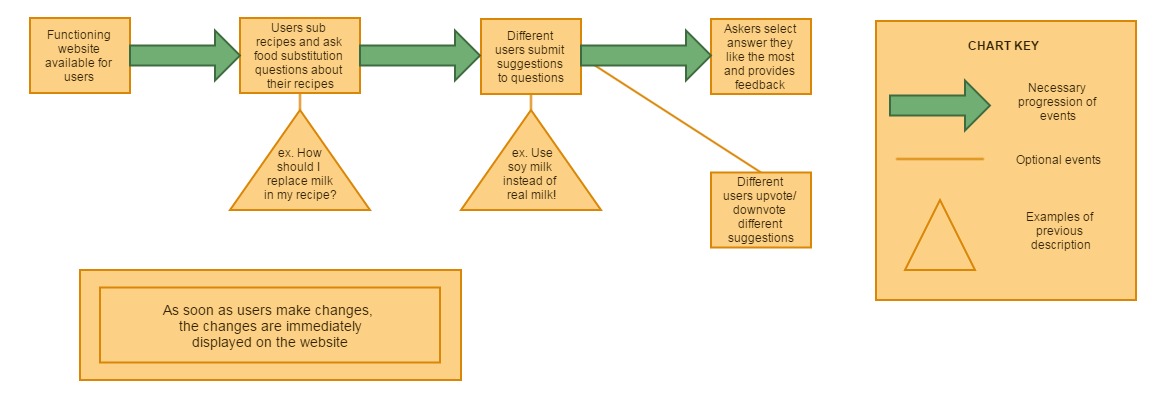 Functioning
website
available for
users
Users sub
recipes and ask
food substitution
questions about
their recipes
Different
users submit
suggestions
to questions
Askers select
answer they
like the most
and provides
feedback
ex. How
should I
replace milk
in my recipe?
ex. Use
soy milk
instead of
real milk!
Different
users upvote/
downvote
different
suggestions
As soon as users make changes,
the changes are immediately
displayed on the website
CHART KEY
Necessary
progression of
events
Optional events
Examples of
previous
description